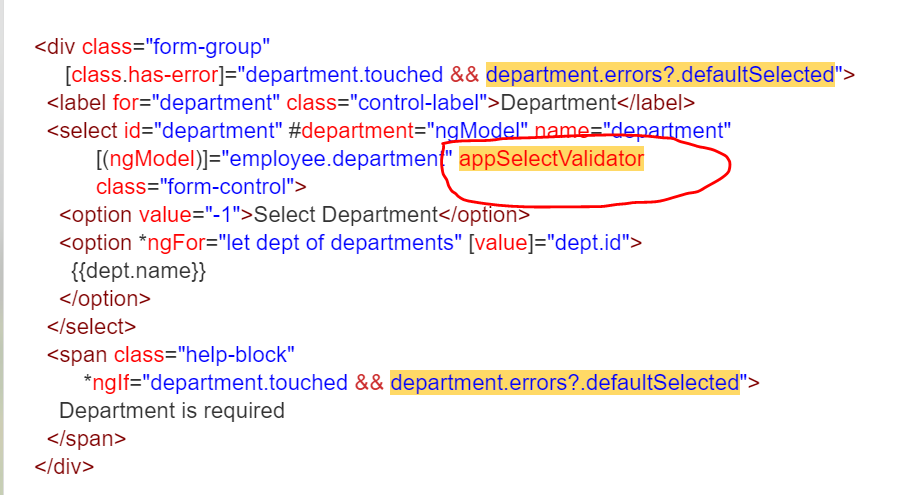 <div class="form-group"
[class.has-error]="department.touched && department.errors?.defaultSelected">
<label for="department" class="control-label">Department</label>
<select id="department" #department="ngModel" name="department"
[(ngModel)]="employee.department" appSelectValidator
class="form-control">
<option value="-1">Select Department</option>
<option *ngFor="let dept of departments" [value]="dept.id">
{{dept.name}}
</option>
</select>
<span class="help-block"
*ngIf="department.touched && department.errors?.defaultSelected">
Department is required
</span>
</div>